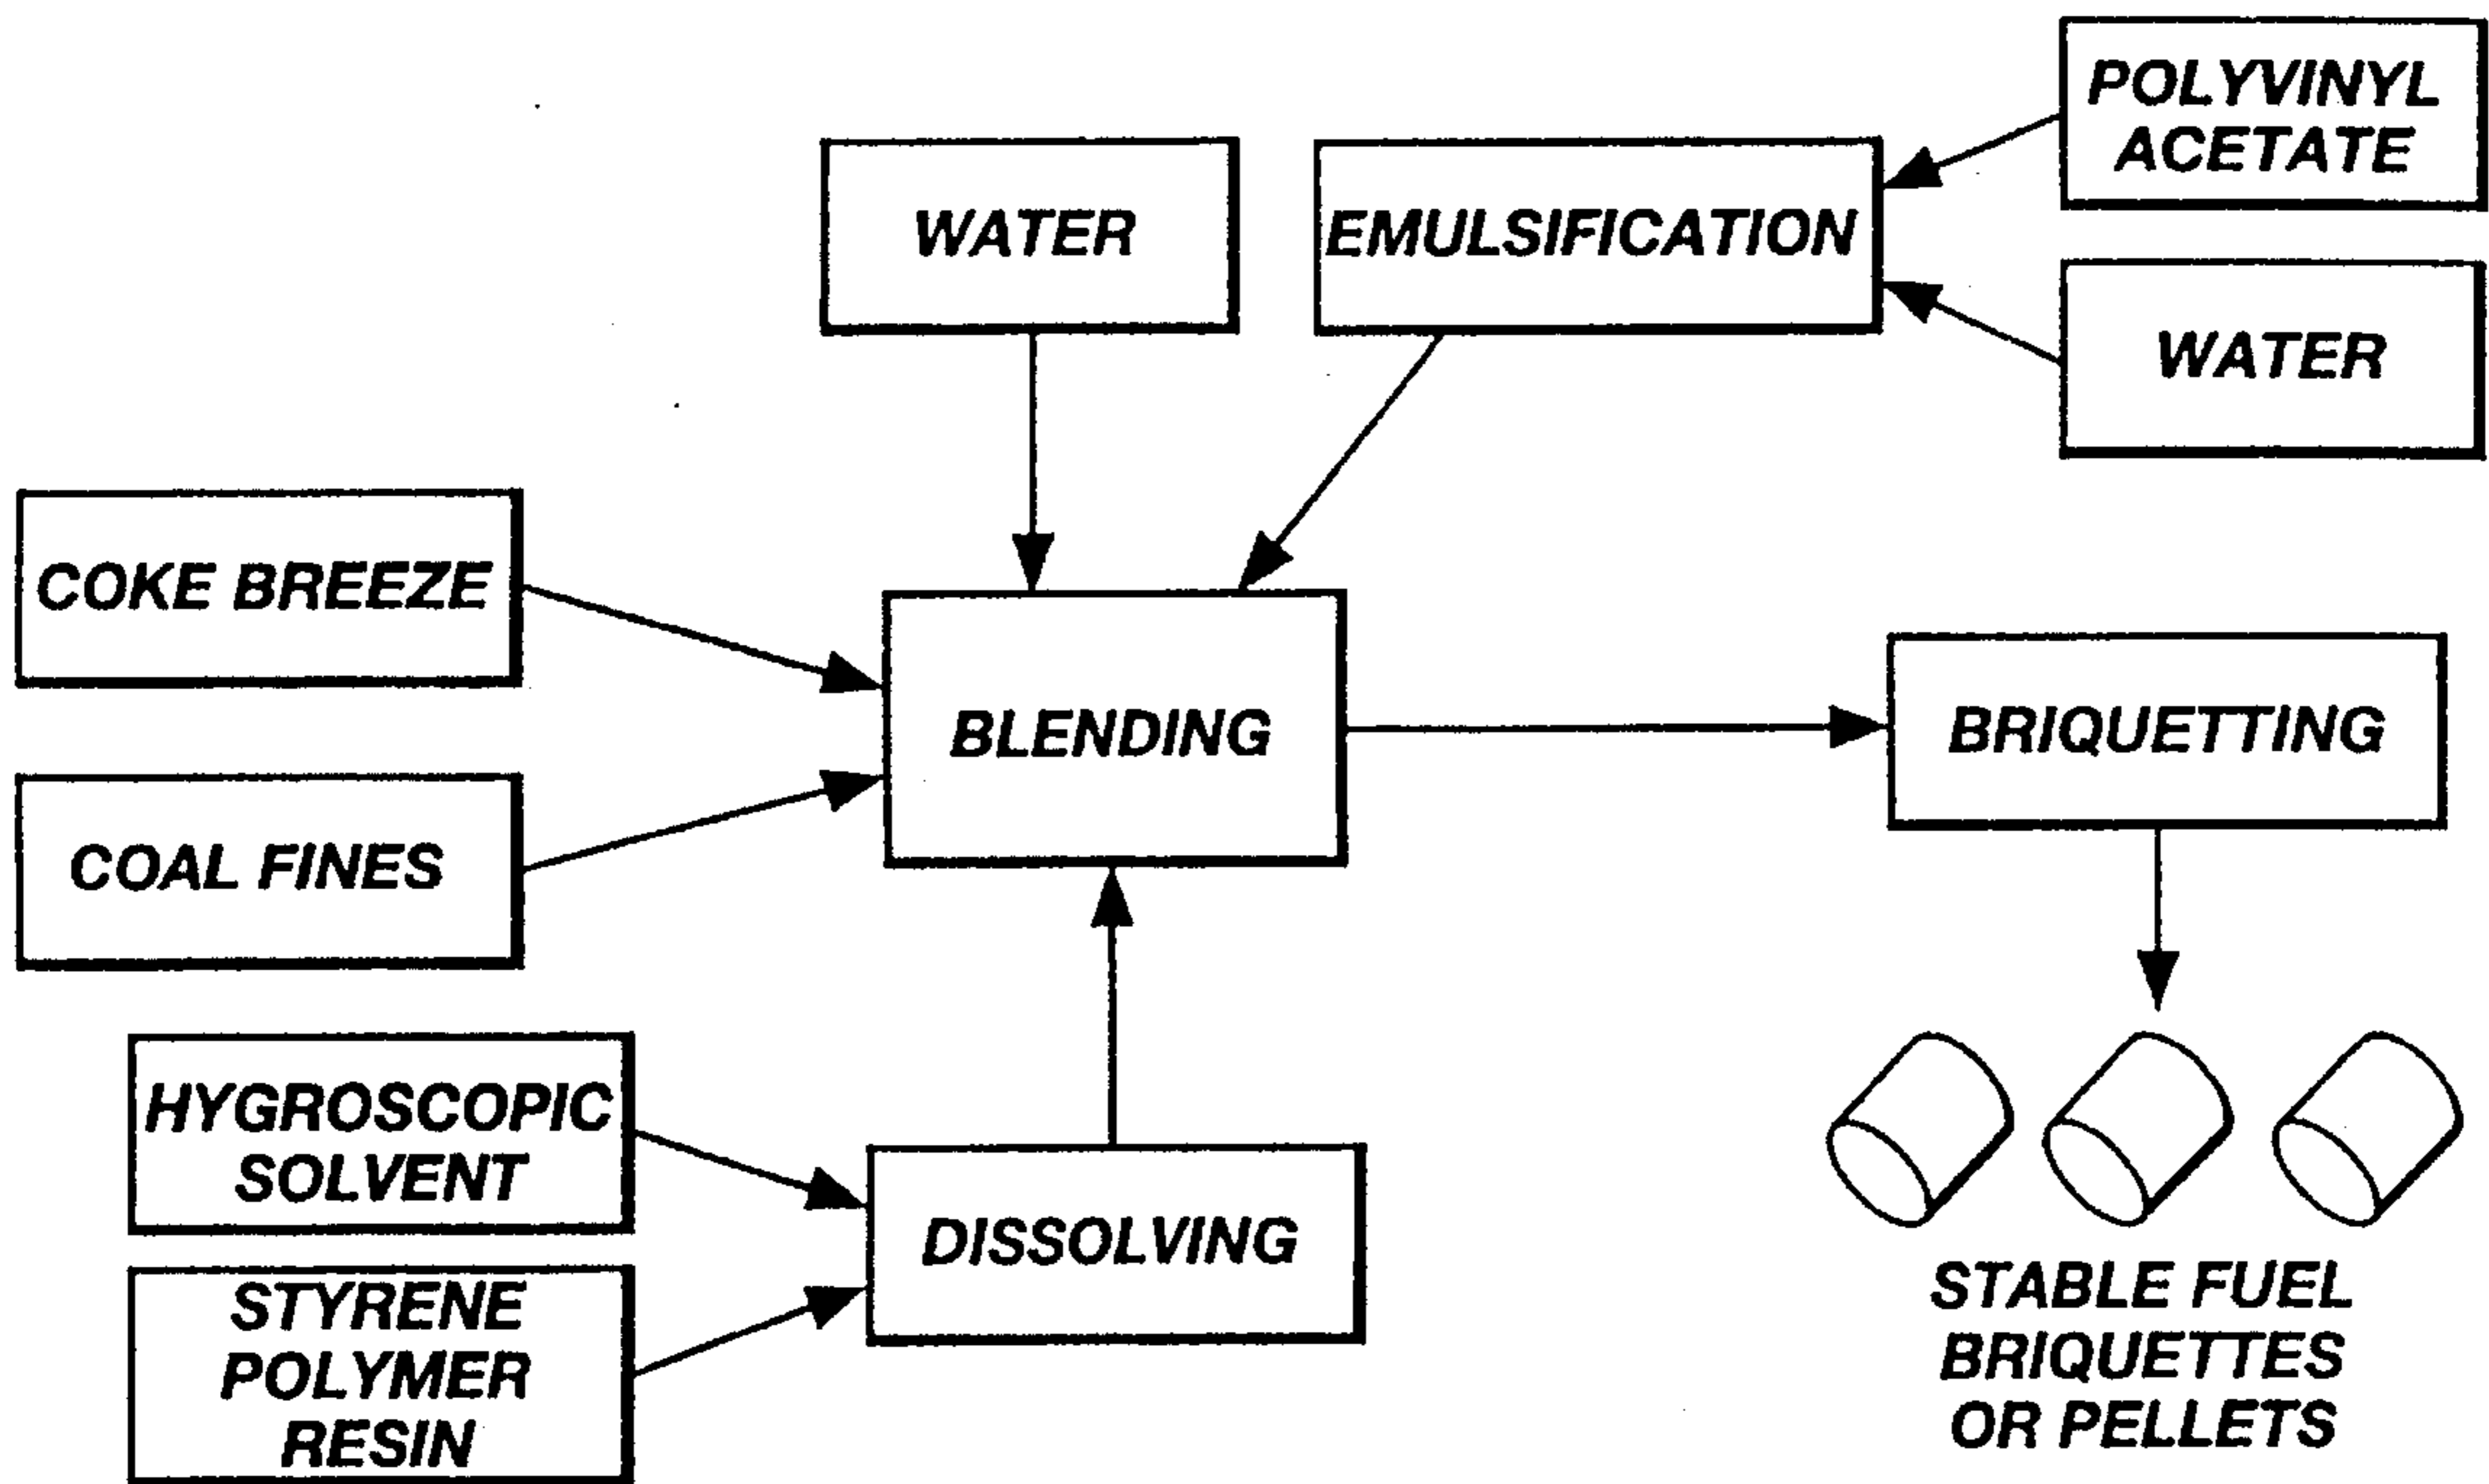 POLYVINYL
ACETATE
WATER
EMULSIFICATION
WATER
COKE BREEZE
BLENDING
BRIQUETTING
COAL FINES
HYGROSCOPIC
SOLVENT
DISSOLVING
STYRENE
POLYMER
RESIN
STABLE FUEL
BRIQUETTES
OR PELLETS